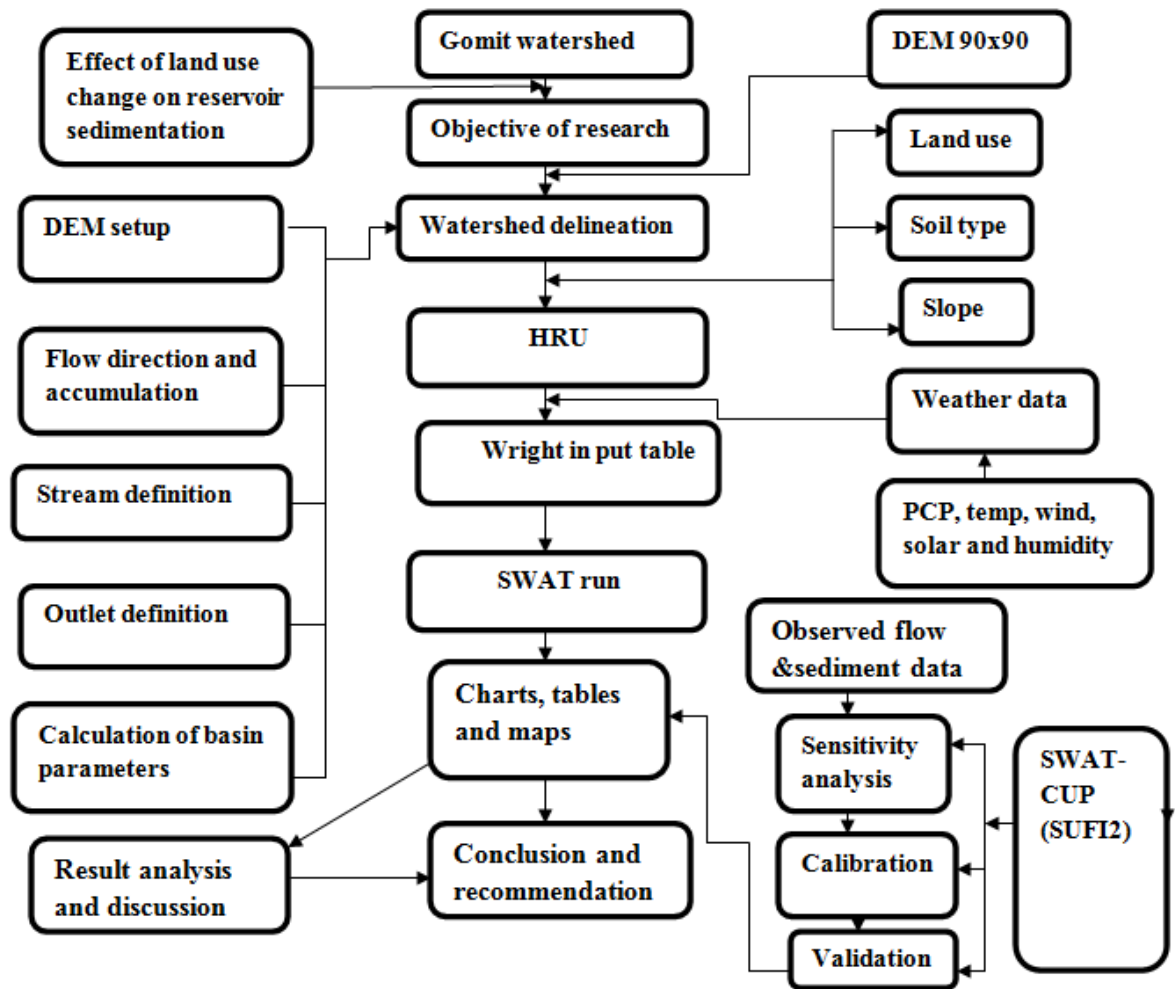 Gomit watershed
DEM 90x90
Effect of land use
change on reservoir
sedimentation
Objective of research
Land use
DEM setup
Watershed delineation
Soil type
Slope
HRU
Flow direction and
accumulation
Weather data
Wright in put table
Stream definition
PCP, temp, wind,
solar and humidity
SWAT run
Outlet definition
Observed flow
&sediment data
Charts, tables
and maps
Calculation of basin
parameters
Sensitivity
analysis
SWAT-
CUP
(SUFI2)
Result analysis
and discussion
Conclusion and
recommendation
Calibration
Validation